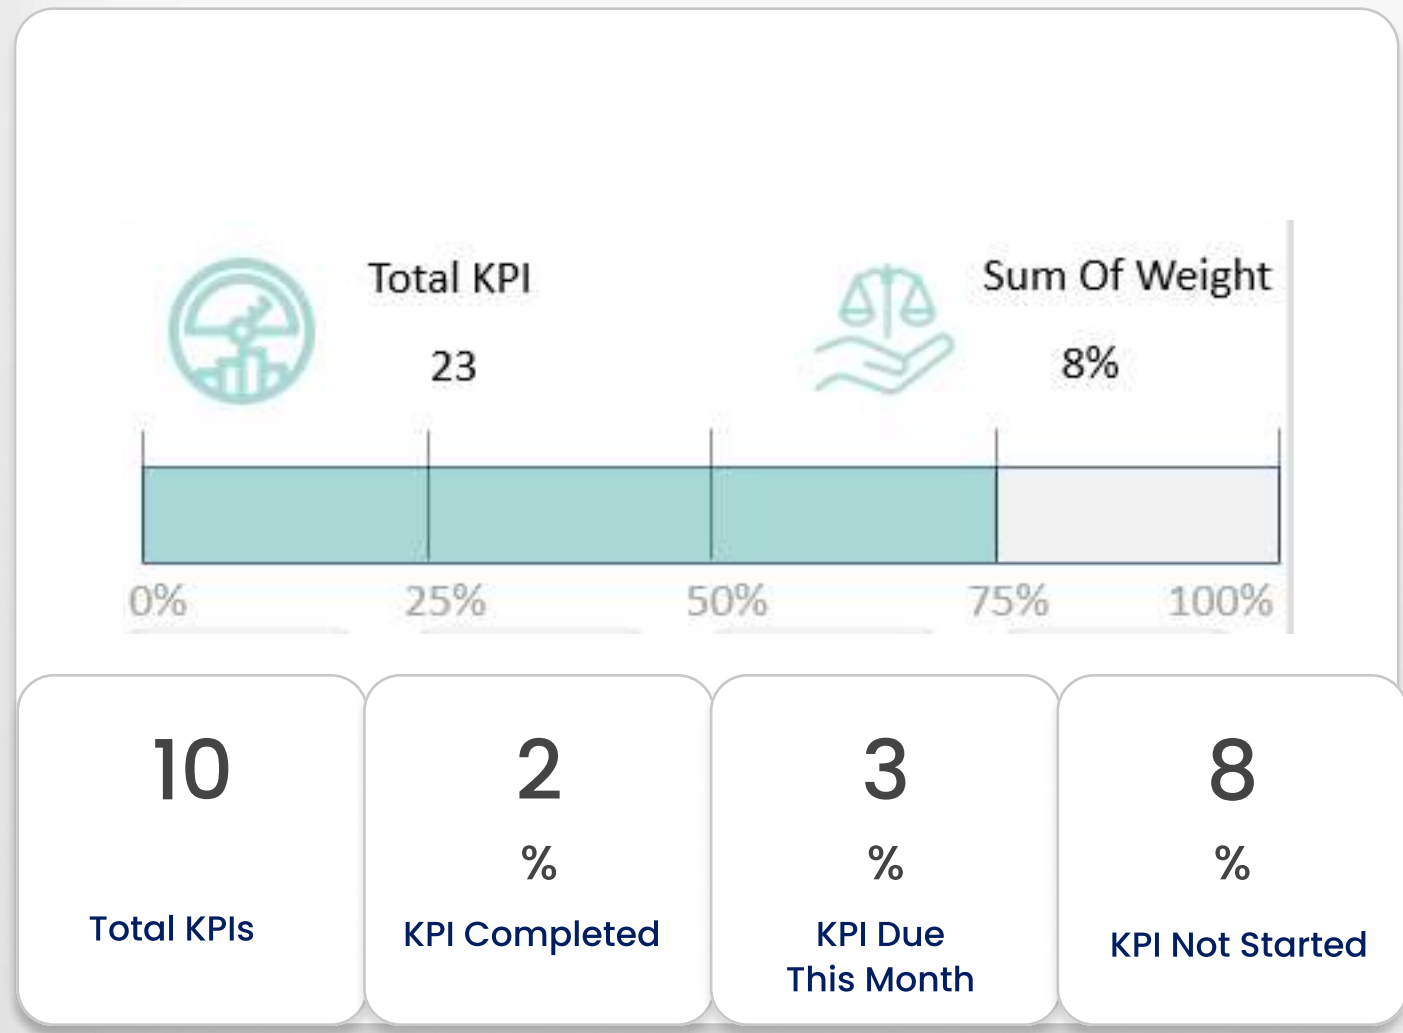 Total KPI
Sum Of Weight
23
8%
0% 25% 50% 75% 100%
10
2
3
8
%
%
%
Total KPIs
KPI Completed
KPI Due
This Month
KPI Not Started